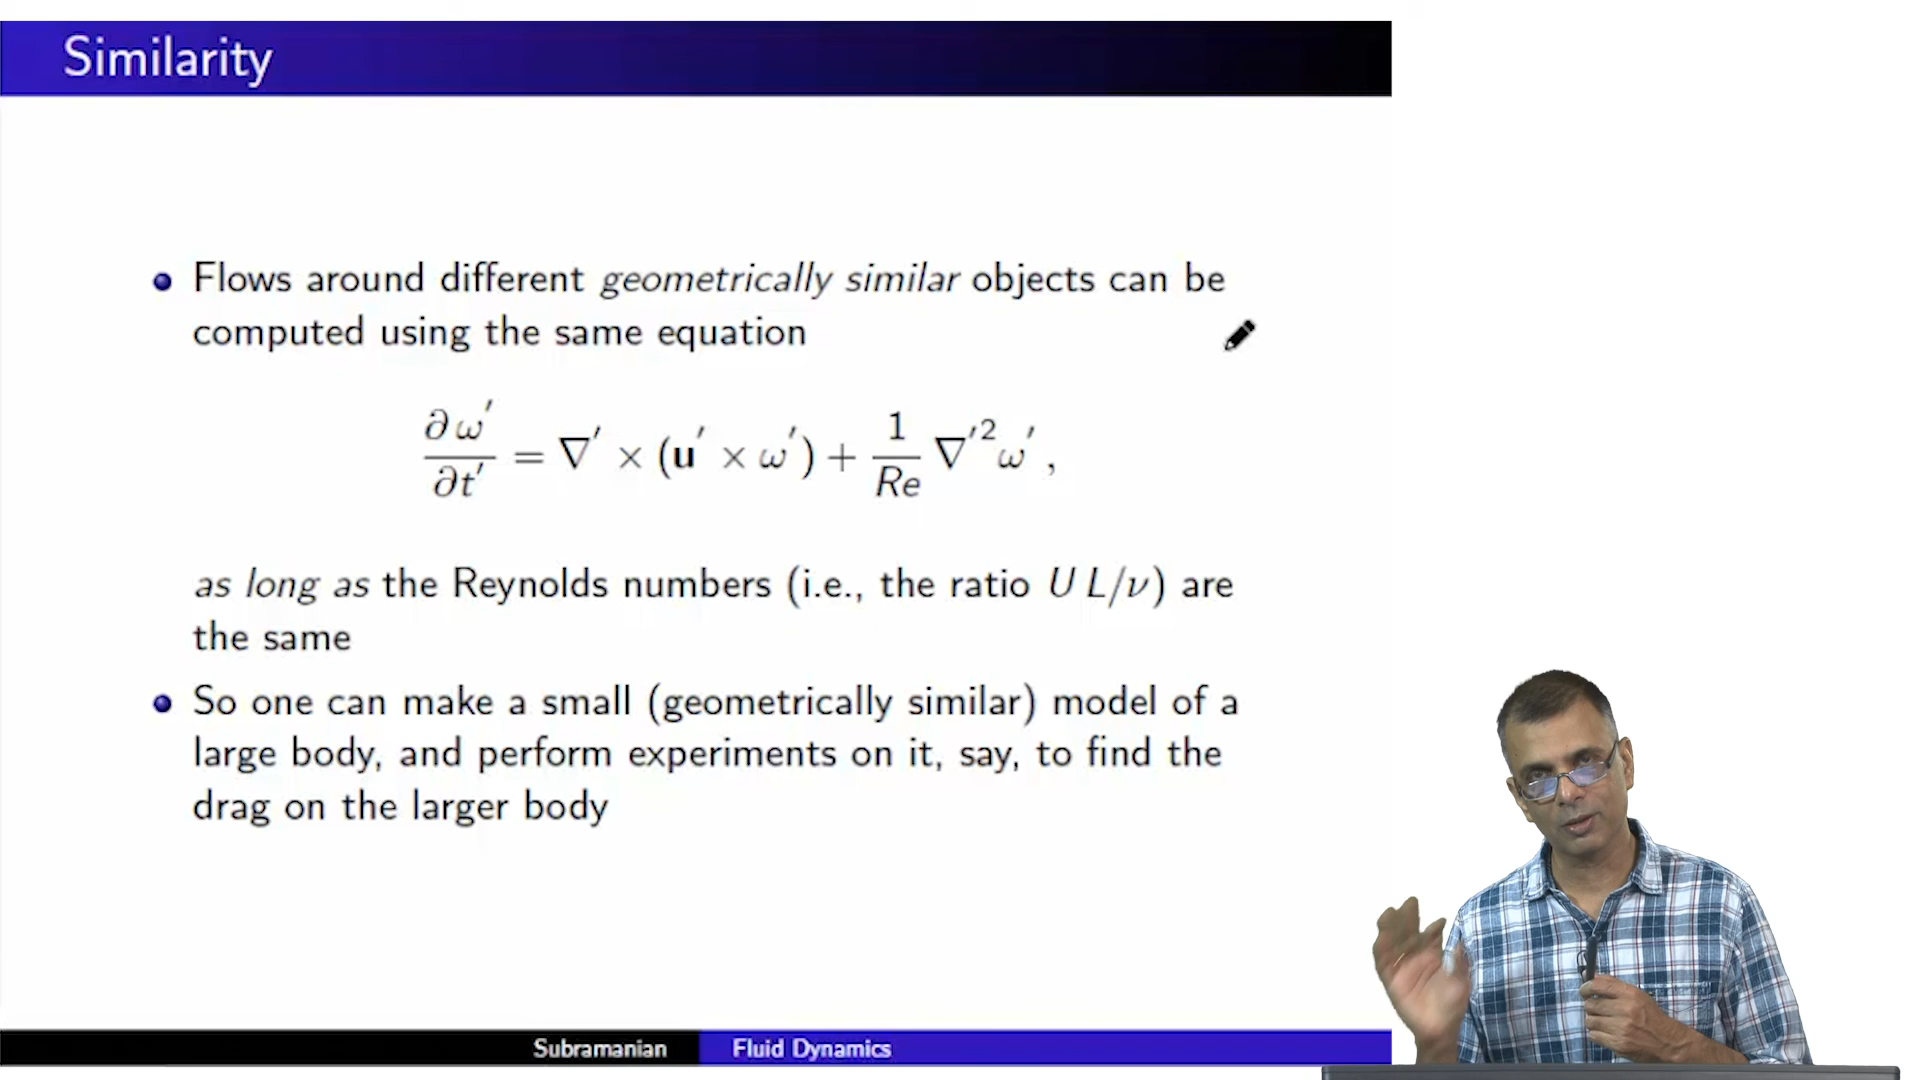 Similarity
Flows around different geometrically similar objects can be
computed using the same equation
∂ω′/∂t′ = ∇′ × (u′ × ω′) + 1/Re ∇′²ω′ ,
as long as the Reynolds numbers (i.e., the ratio U L/ν) are
the same
So one can make a small (geometrically similar) model of a
large body, and perform experiments on it, say, to find the
drag on the larger body
Subramanian Fluid Dynamics